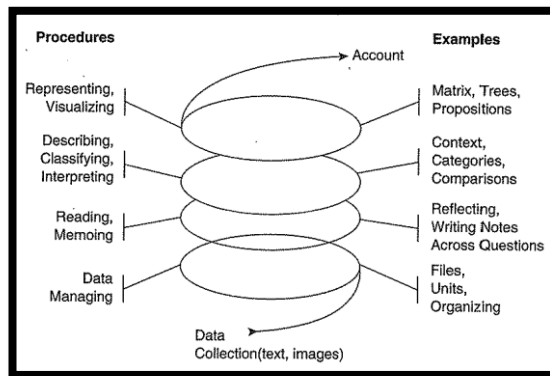 Procedures
Examples
Account
Representing,
Visualizing
Matrix, Trees,
Propositions
Describing,
Classifying,
Interpreting
Context,
Categories,
Comparisons
Reading,
Memoing
Reflecting,
Writing Notes
Across Questions
Data
Managing
Files,
Units,
Organizing
Data
Collection(text, images)